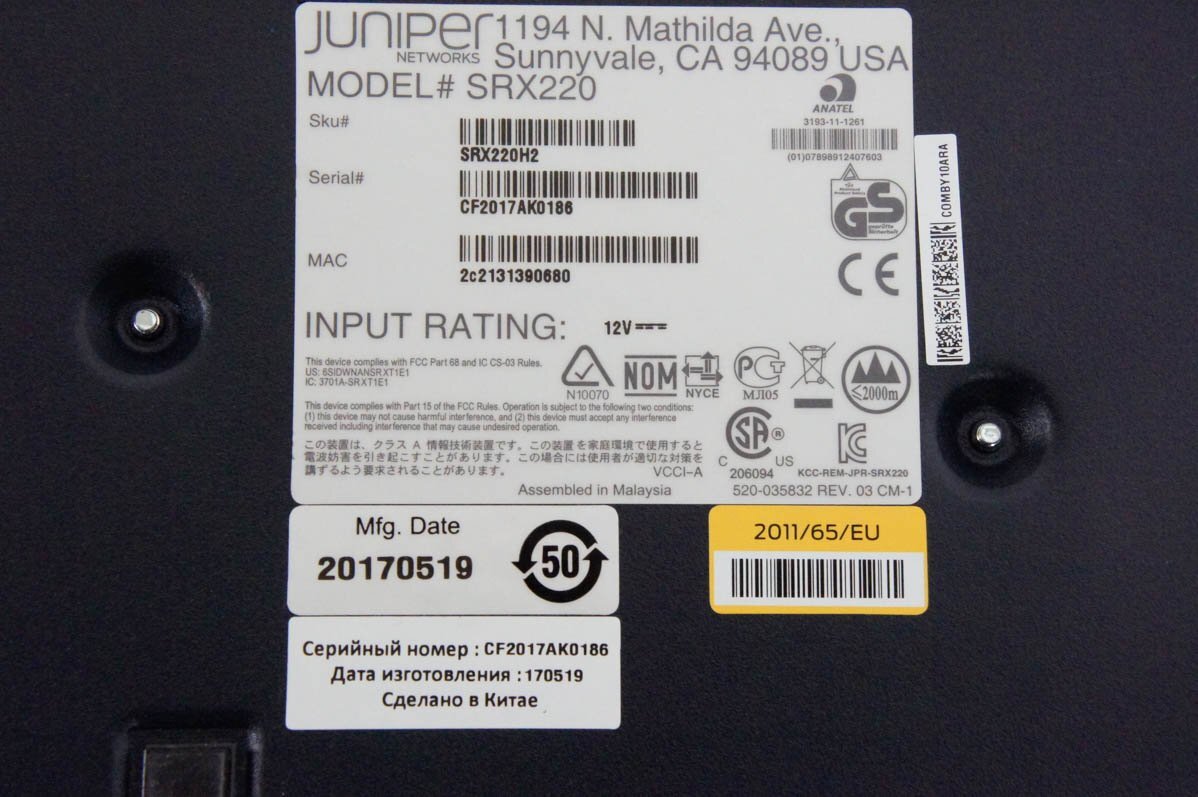 JUNIPER
NETWORKS
1194 N. Mathilda Ave.,
Sunnyvale, CA 94089 USA
MODEL# SRX220
ANATEL
3193-11-1261
(01)07898912407603
Sku#
SRX220H2
Serial#
CF2017AK0186
MAC
2c2131390680
GS
geprüfte
Sicherheit
CE
COMBY10ARA
INPUT RATING: 12V
This device complies with FCC Part 68 and IC CS-03 Rules.
US: 6SIDWNANSRXT1E1
IC: 3701A-SRXT1E1
N10070
NOM
NYCE
MJ05
≤2000m
This device complies with Part 15 of the FCC Rules. Operation is subject to the following two conditions:
(1) this device may not cause harmful interference, and (2) this device must accept any interference
received including interference that may cause undesired operation.
この装置は、クラス A 情報技術装置です。この装置を家庭環境で使用すると
電波妨害を引き起こすことがあります。この場合には使用者が適切な対策を
講ずるよう要求されることがあります。
VCCI-A
SA ®
C US
206094
KCC-REM-JPR-SRX220
Assembled in Malaysia
520-035832 REV. 03 CM-1
Mfg. Date
20170519
50
2011/65/EU
Серийный номер : CF2017AK0186
Дата изготовления : 170519
Сделано в Китае